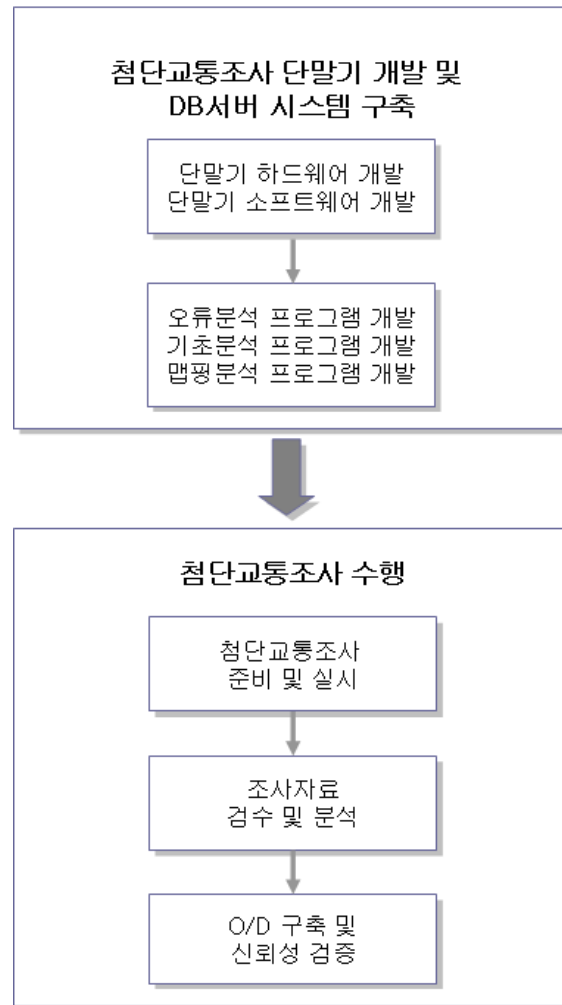 첨단교통조사 단말기 개발 및
DB서버 시스템 구축
단말기 하드웨어 개발
단말기 소프트웨어 개발
오류분석 프로그램 개발
기초분석 프로그램 개발
맵핑분석 프로그램 개발
첨단교통조사 수행
첨단교통조사
준비 및 실시
조사자료
검수 및 분석
O/D 구축 및
신뢰성 검증